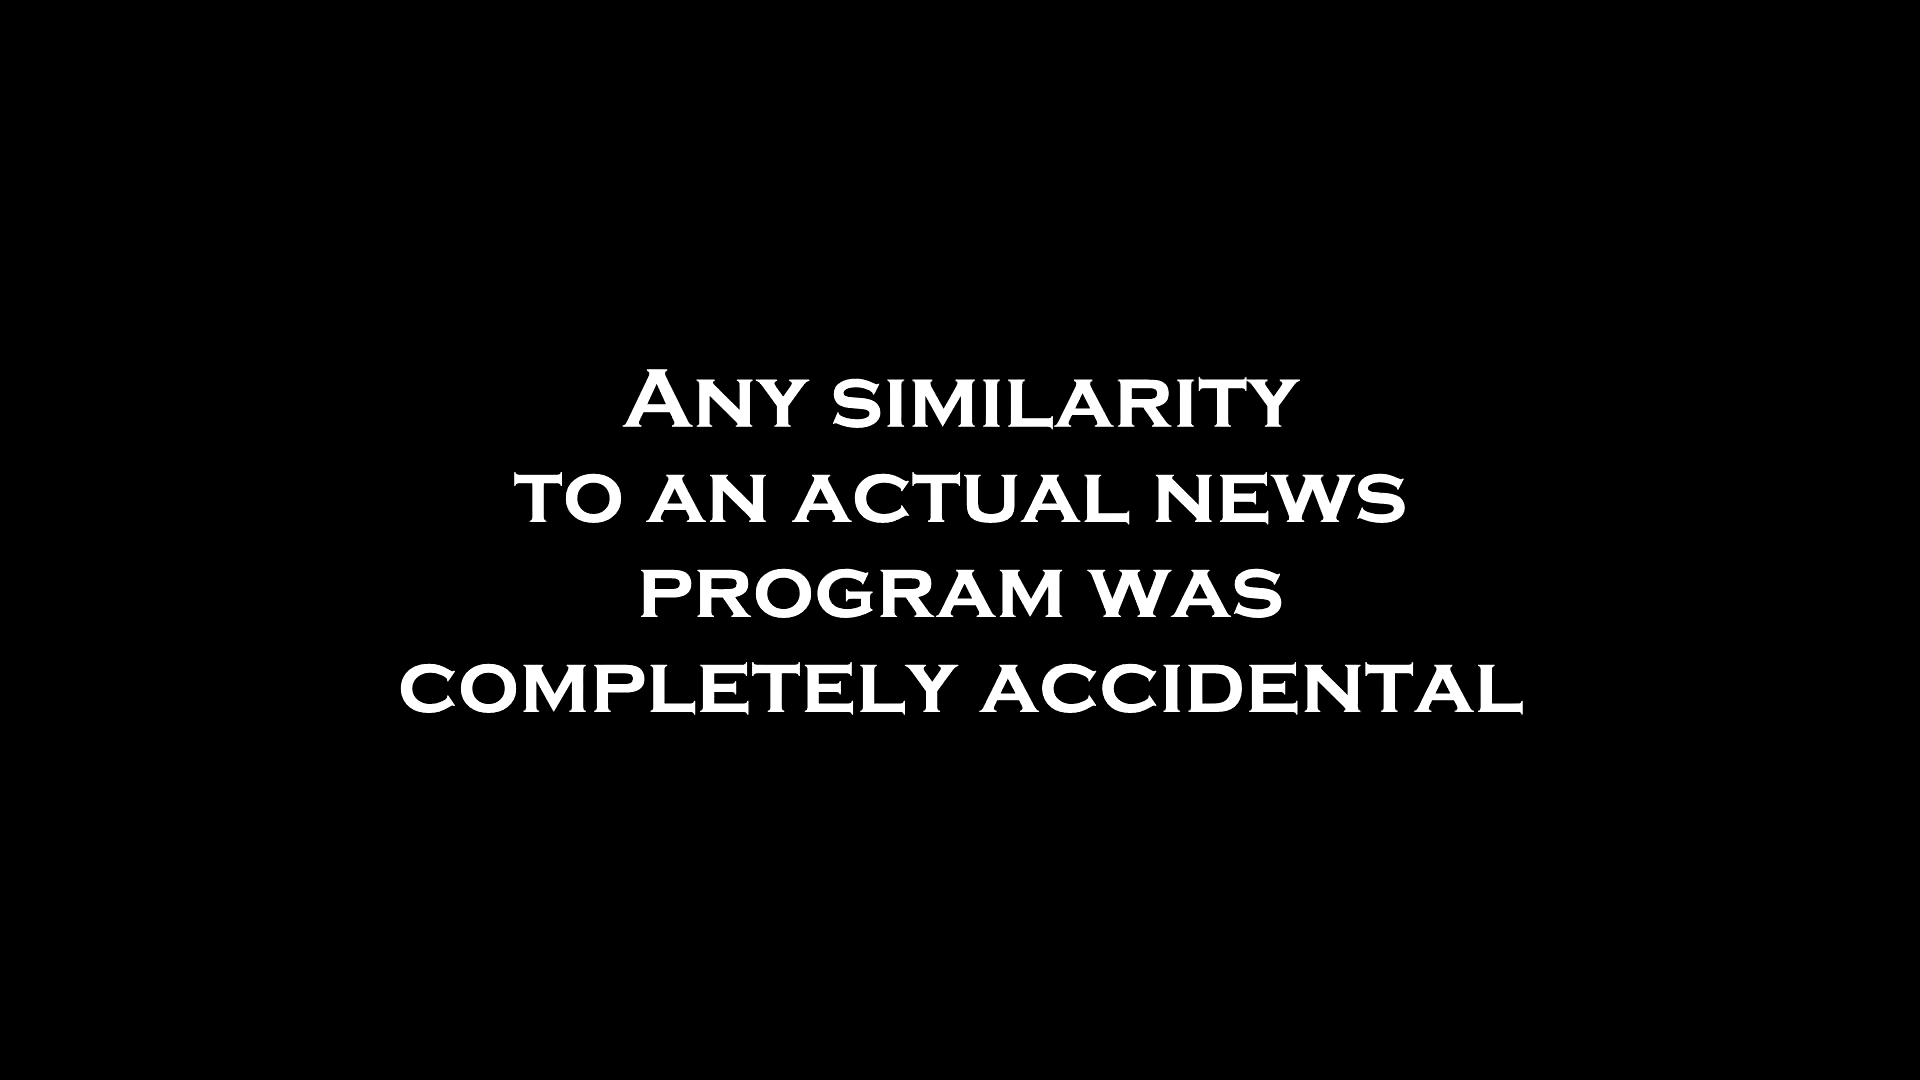 Any similarity
to an actual news
program was
completely accidental